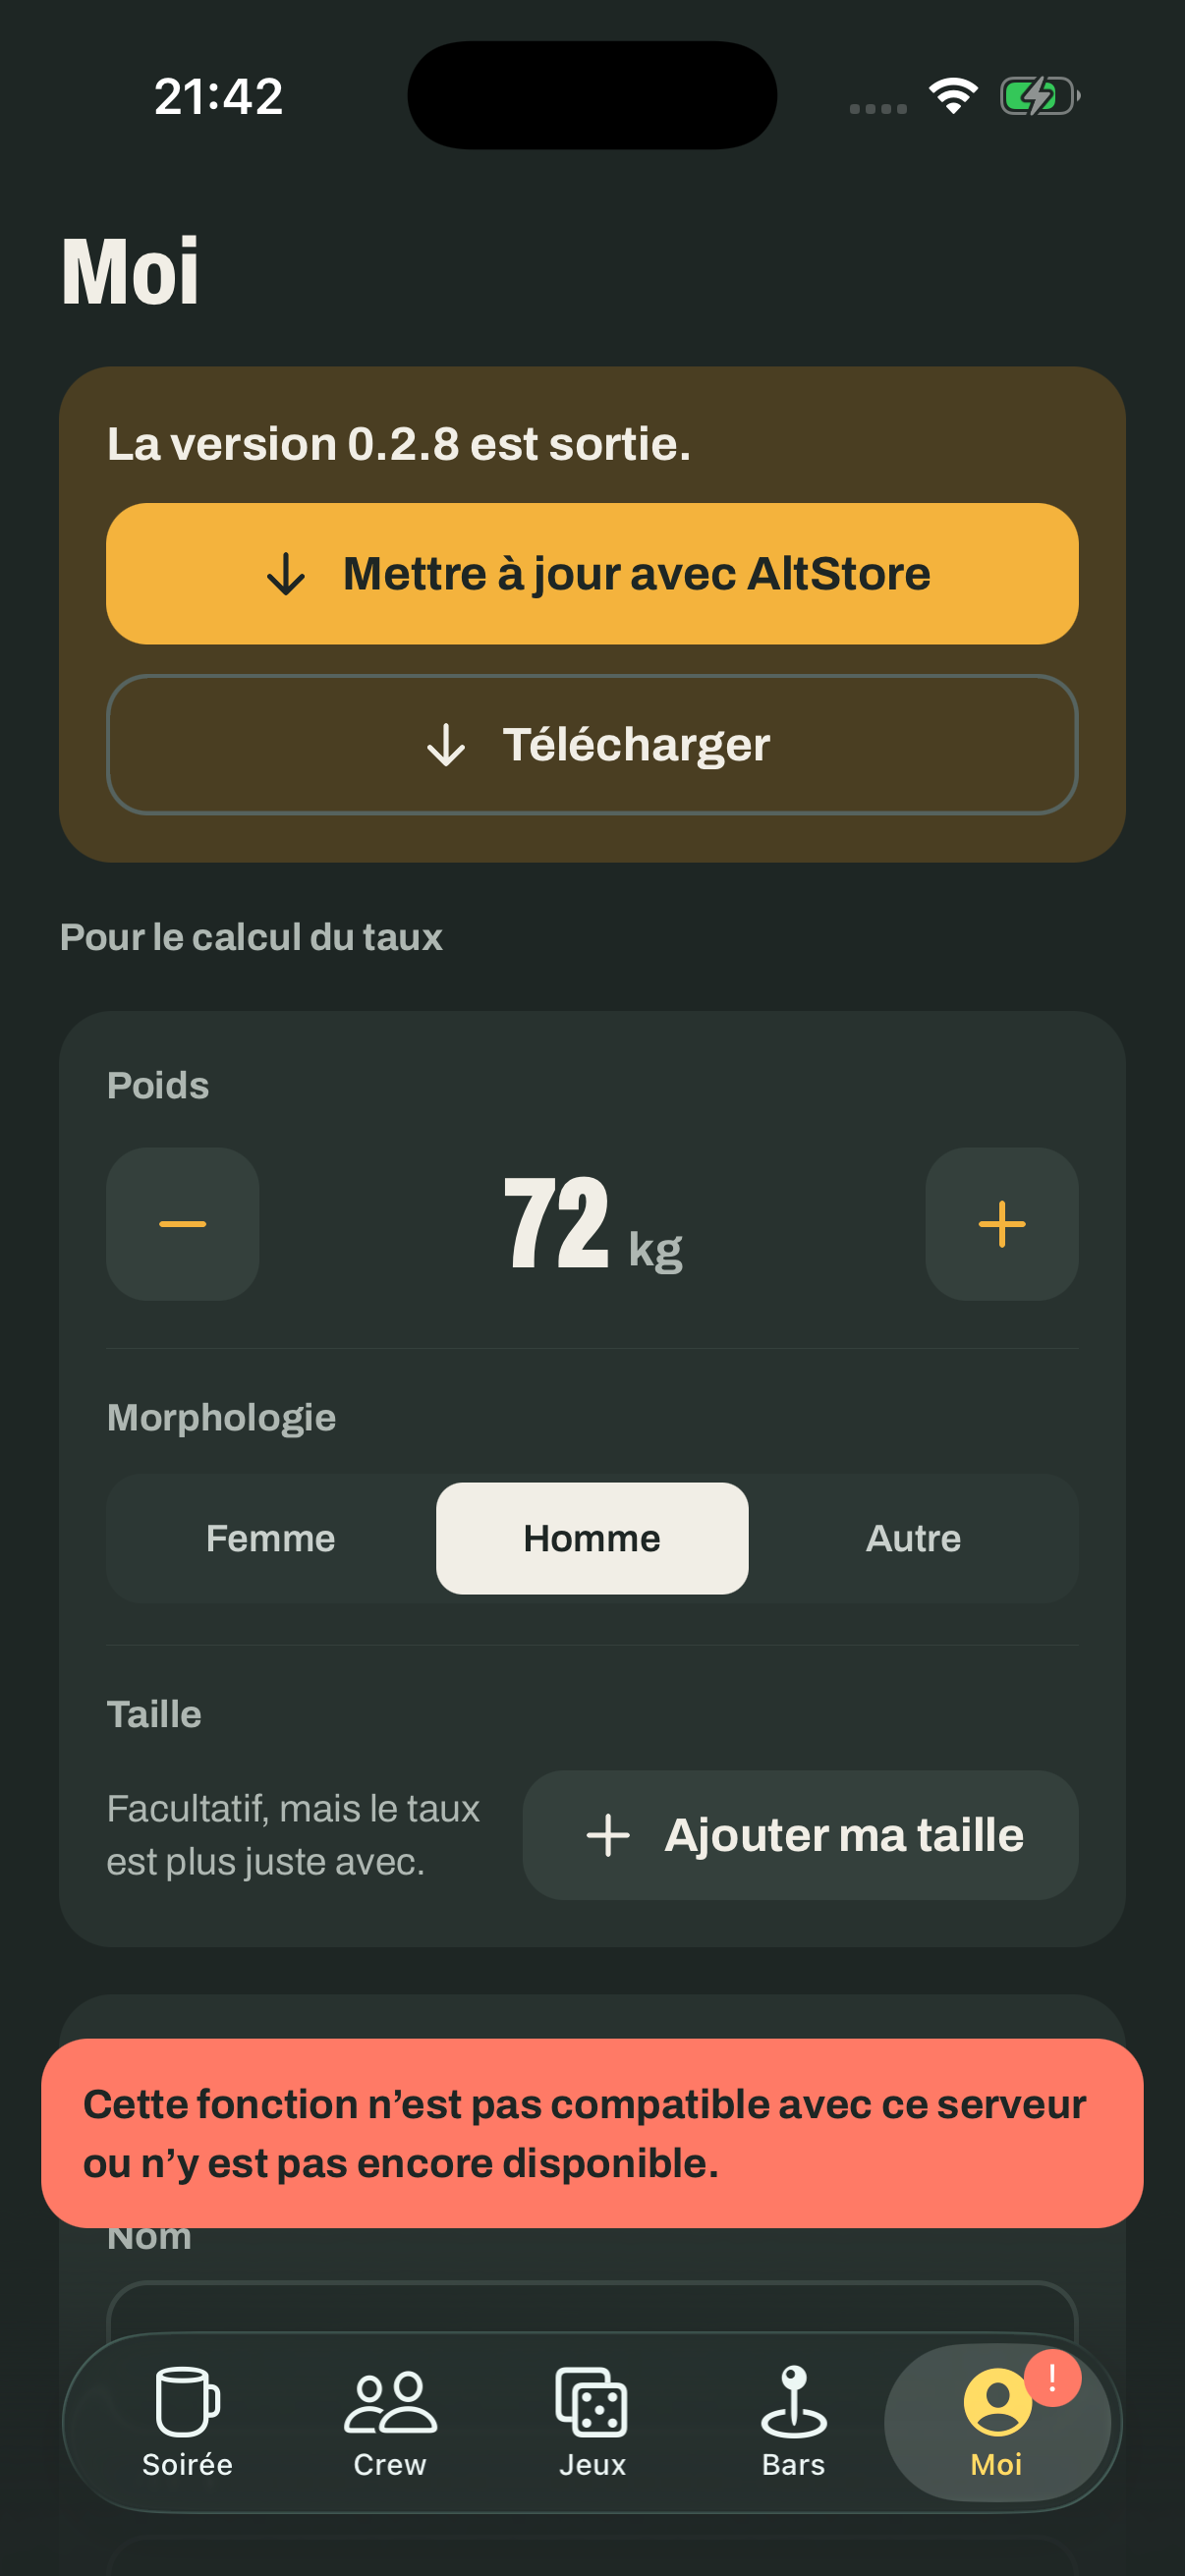 21:42
Moi
La version 0.2.8 est sortie.
Mettre à jour avec AltStore
Télécharger
Pour le calcul du taux
Poids
72 kg
Morphologie
Femme
Homme
Autre
Taille
Facultatif, mais le taux
est plus juste avec.
Ajouter ma taille
Cette fonction n’est pas compatible avec ce serveur
ou n’y est pas encore disponible.
Nom
!
Soirée
Crew
Jeux
Bars
Moi